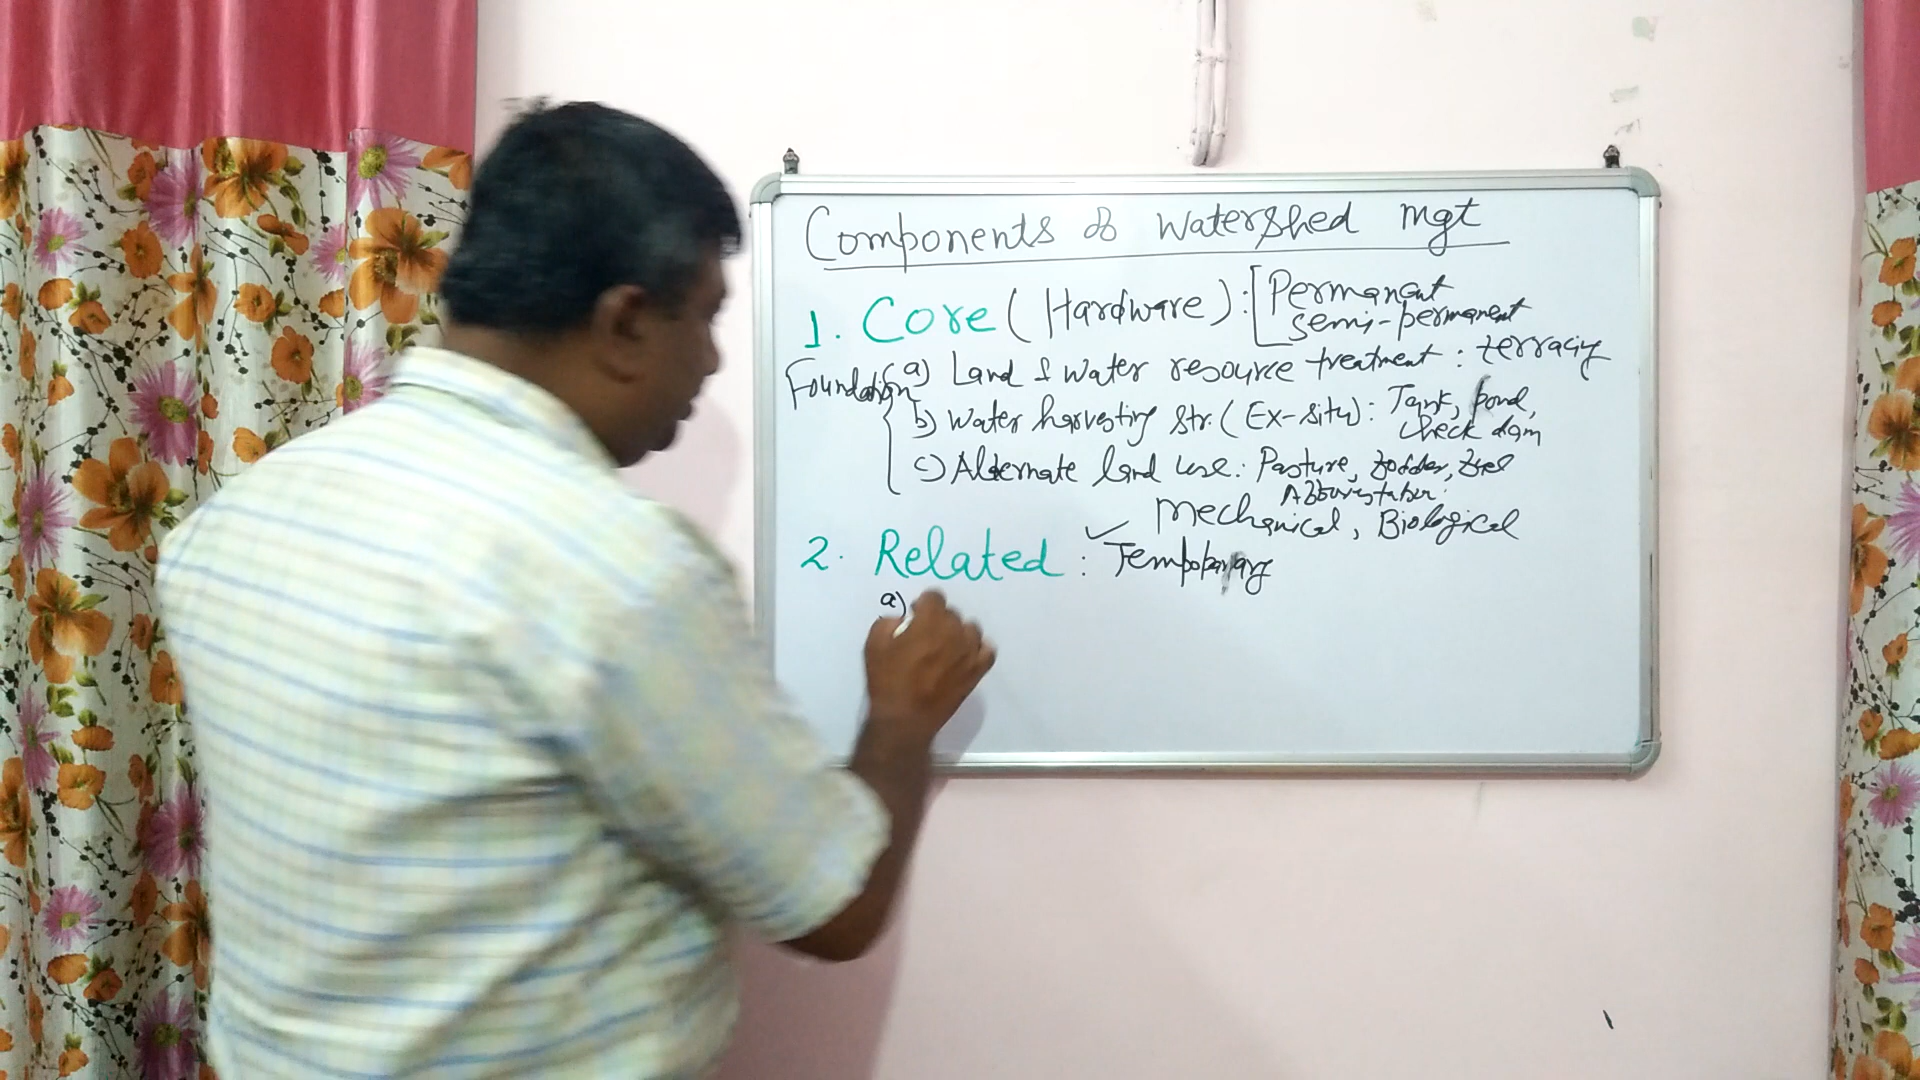 Components of Watershed Mgt
1. Core (Hardware) : [Permanent
semi-permanent
Foundation { a) Land & Water resource treatment : terracing
b) Water harvesting Str. (Ex-situ) : Tank, pond,
Check dam
c) Alternate land use : Pasture, fodder, fuel
Afforestation.
✓ Mechanical, Biological
2. Related : Temporary
a)